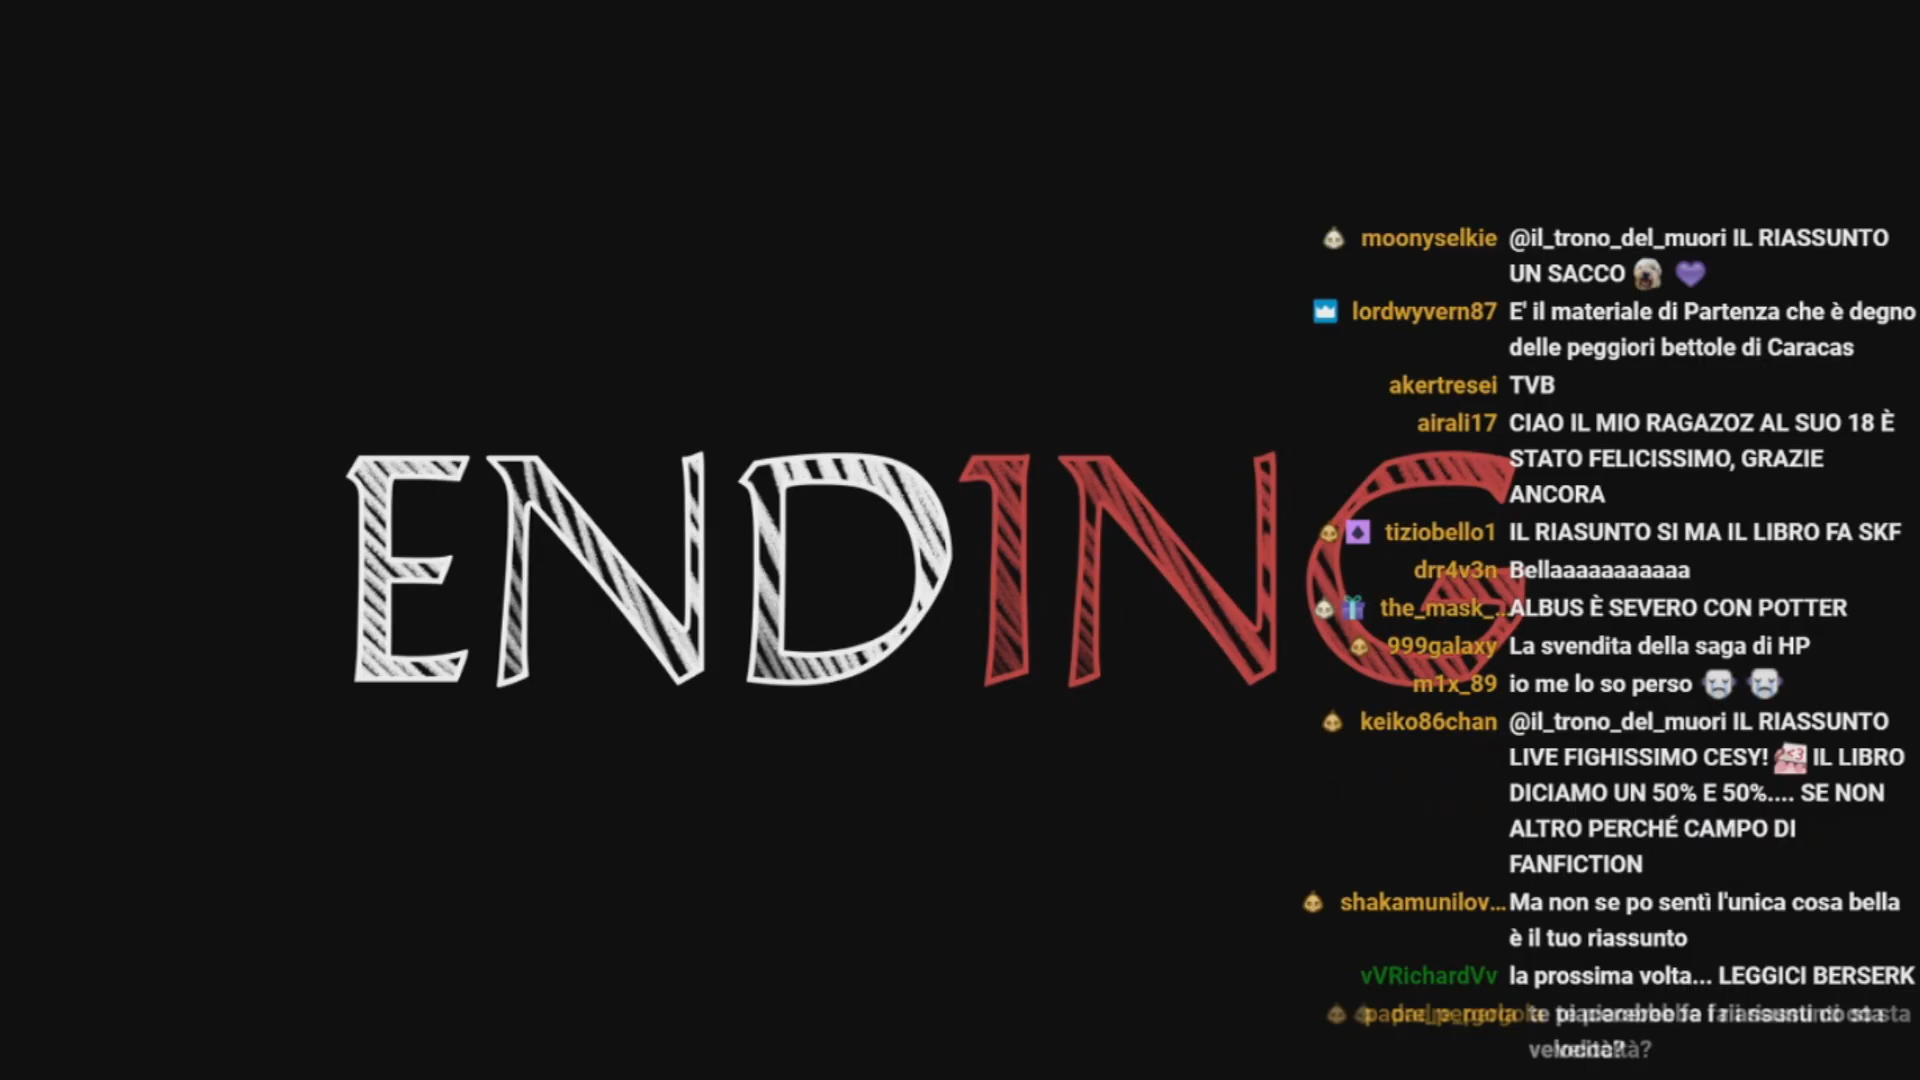 ENDING
moonyselkie @il_trono_del_muori IL RIASSUNTO
UN SACCO
lordwyvern87 E' il materiale di Partenza che è degno
delle peggiori bettole di Caracas
akertresei TVB
airali17 CIAO IL MIO RAGAZOZ AL SUO 18 È
STATO FELICISSIMO, GRAZIE
ANCORA
tiziobello1 IL RIASUNTO SI MA IL LIBRO FA SKF
drr4v3n Bellaaaaaaaaaaa
the_mask_... ALBUS È SEVERO CON POTTER
999galaxy La svendita della saga di HP
m1x_89 io me lo so perso
keiko86chan @il_trono_del_muori IL RIASSUNTO
LIVE FIGHISSIMO CESY! <3 IL LIBRO
DICIAMO UN 50% E 50%.... SE NON
ALTRO PERCHÉ CAMPO DI
FANFICTION
shakamunilov... Ma non se po sentì l'unica cosa bella
è il tuo riassunto
vVRichardVv la prossima volta... LEGGICI BERSERK